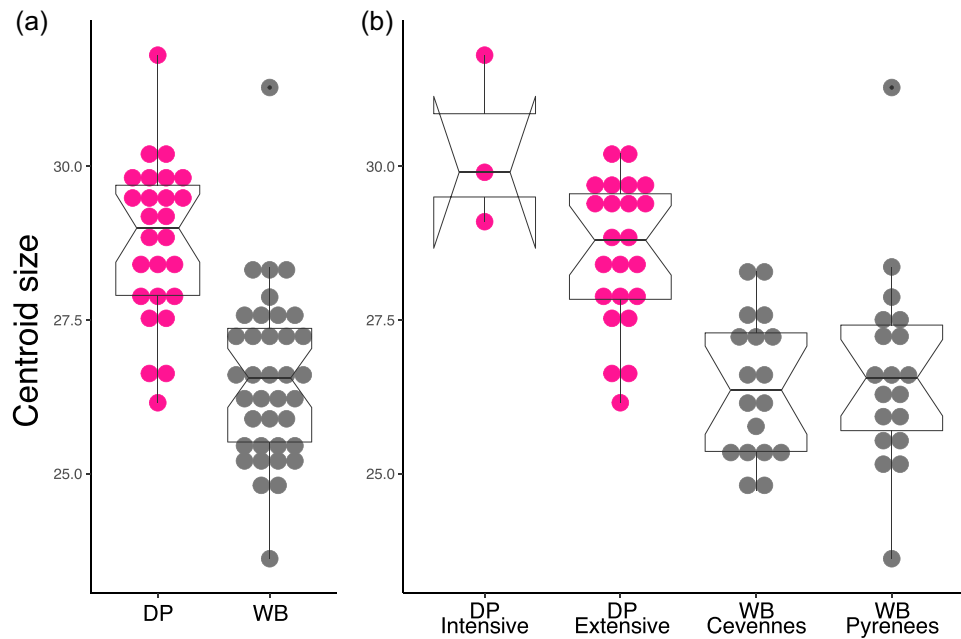 (a)
(b)
Centroid size
30.0
27.5
25.0
30.0
27.5
25.0
DP
WB
DP
Intensive
DP
Extensive
WB
Cevennes
WB
Pyrenees